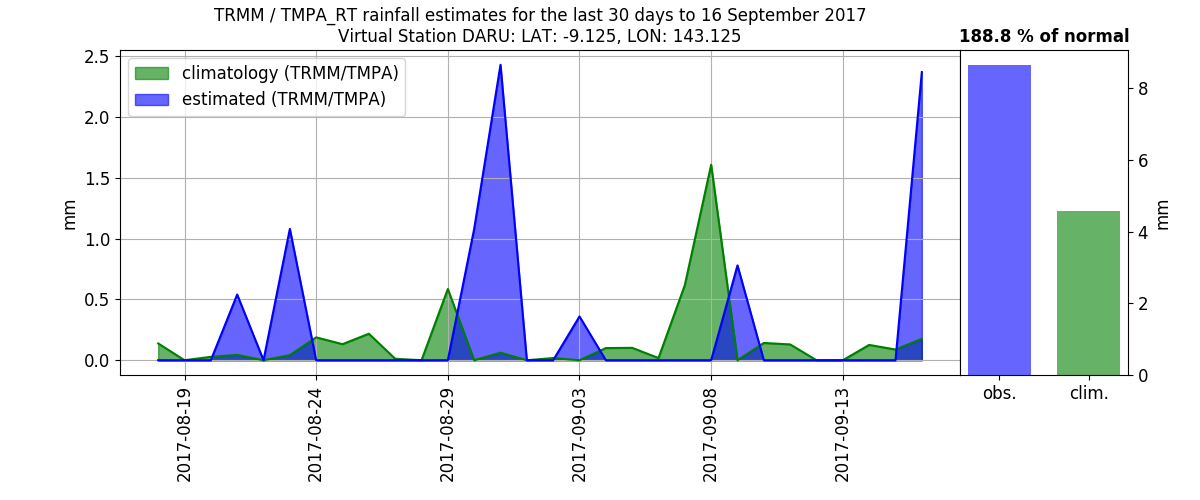 TRMM / TMPA_RT rainfall estimates for the last 30 days to 16 September 2017
Virtual Station DARU: LAT: -9.125, LON: 143.125
188.8 % of normal
climatology (TRMM/TMPA)
estimated (TRMM/TMPA)
2.5
2.0
1.5
1.0
0.5
0.0
mm
2017-08-19
2017-08-24
2017-08-29
2017-09-03
2017-09-08
2017-09-13
8
6
4
2
0
mm
obs.
clim.